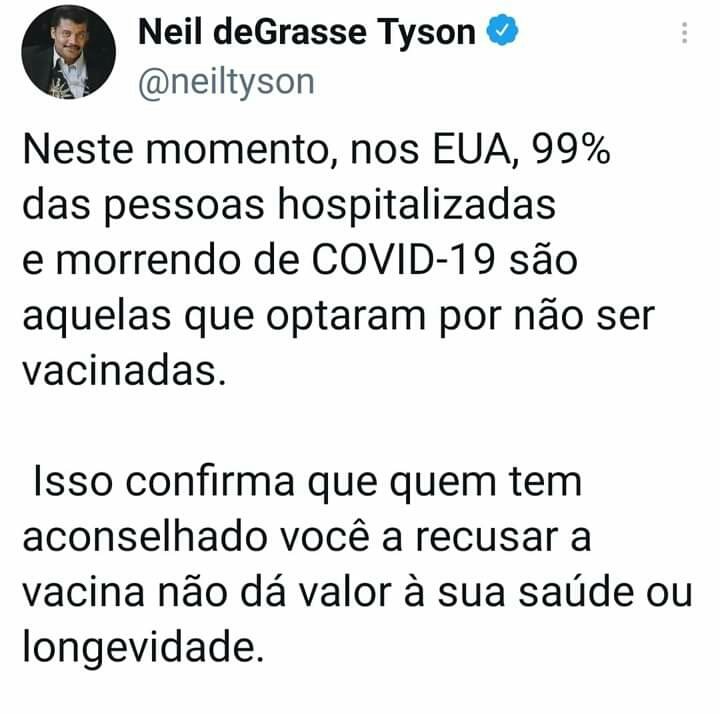 Neil deGrasse Tyson
@neiltyson
Neste momento, nos EUA, 99%
das pessoas hospitalizadas
e morrendo de COVID-19 são
aquelas que optaram por não ser
vacinadas.
Isso confirma que quem tem
aconselhado você a recusar a
vacina não dá valor à sua saúde ou
longevidade.